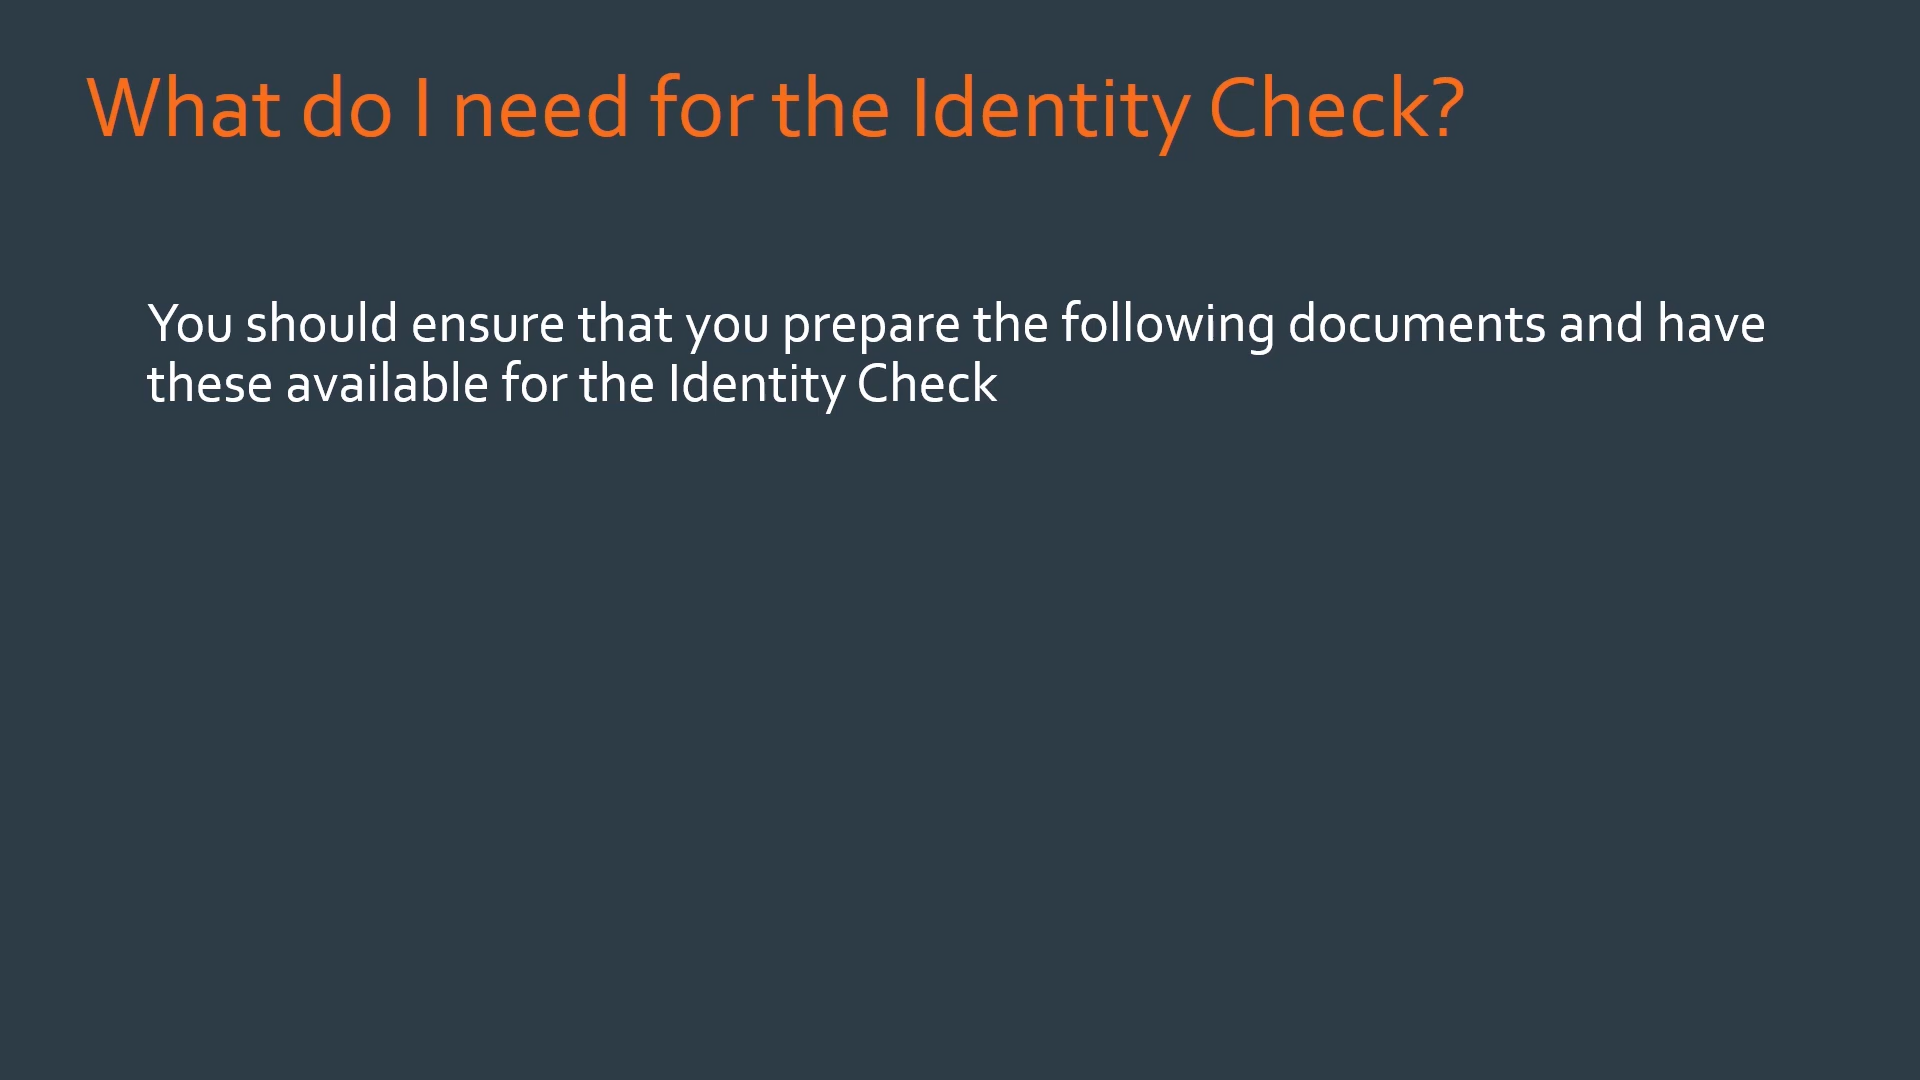 What do I need for the Identity Check?
You should ensure that you prepare the following documents and have
these available for the Identity Check